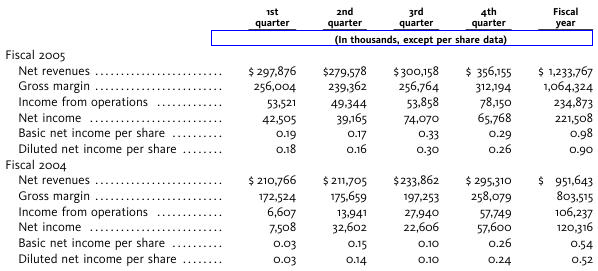 1st 2nd 3rd 4th Fiscal
quarter quarter quarter quarter year
(In thousands, except per share data)
Fiscal 2005
Net revenues ........................ $ 297,876 $279,578 $300,158 $ 356,155 $ 1,233,767
Gross margin ........................ 256,004 239,362 256,764 312,194 1,064,324
Income from operations ............ 53,521 49,344 53,858 78,150 234,873
Net income .......................... 42,505 39,165 74,070 65,768 221,508
Basic net income per share ......... 0.19 0.17 0.33 0.29 0.98
Diluted net income per share ........ 0.18 0.16 0.30 0.26 0.90
Fiscal 2004
Net revenues ........................ $ 210,766 $ 211,705 $233,862 $ 295,310 $ 951,643
Gross margin ........................ 172,524 175,659 197,253 258,079 803,515
Income from operations ............ 6,607 13,941 27,940 57,749 106,237
Net income .......................... 7,508 32,602 22,606 57,600 120,316
Basic net income per share ......... 0.03 0.15 0.10 0.26 0.54
Diluted net income per share ........ 0.03 0.14 0.10 0.24 0.52